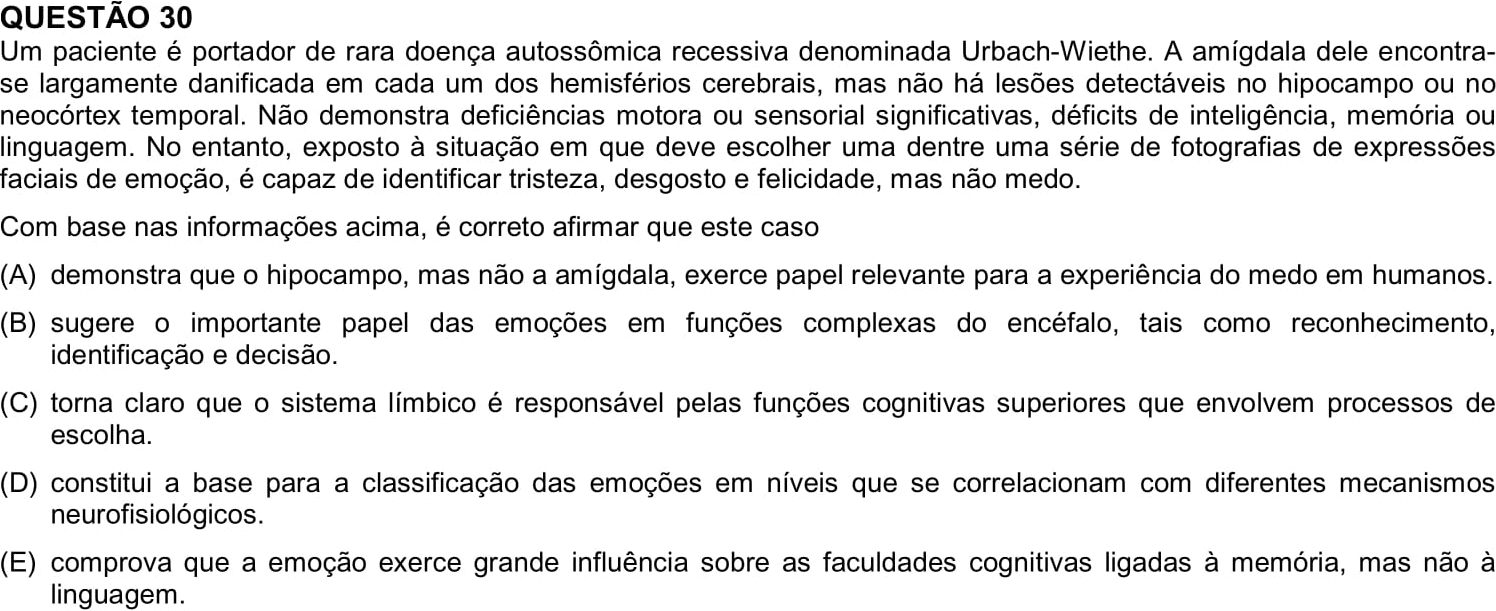 QUESTÃO 30
Um paciente é portador de rara doença autossômica recessiva denominada Urbach-Wiethe. A amígdala dele encontra-
se largamente danificada em cada um dos hemisférios cerebrais, mas não há lesões detectáveis no hipocampo ou no
neocórtex temporal. Não demonstra deficiências motora ou sensorial significativas, déficits de inteligência, memória ou
linguagem. No entanto, exposto à situação em que deve escolher uma dentre uma série de fotografias de expressões
faciais de emoção, é capaz de identificar tristeza, desgosto e felicidade, mas não medo.
Com base nas informações acima, é correto afirmar que este caso
(A) demonstra que o hipocampo, mas não a amígdala, exerce papel relevante para a experiência do medo em humanos.
(B) sugere o importante papel das emoções em funções complexas do encéfalo, tais como reconhecimento,
identificação e decisão.
(C) torna claro que o sistema límbico é responsável pelas funções cognitivas superiores que envolvem processos de
escolha.
(D) constitui a base para a classificação das emoções em níveis que se correlacionam com diferentes mecanismos
neurofisiológicos.
(E) comprova que a emoção exerce grande influência sobre as faculdades cognitivas ligadas à memória, mas não à
linguagem.